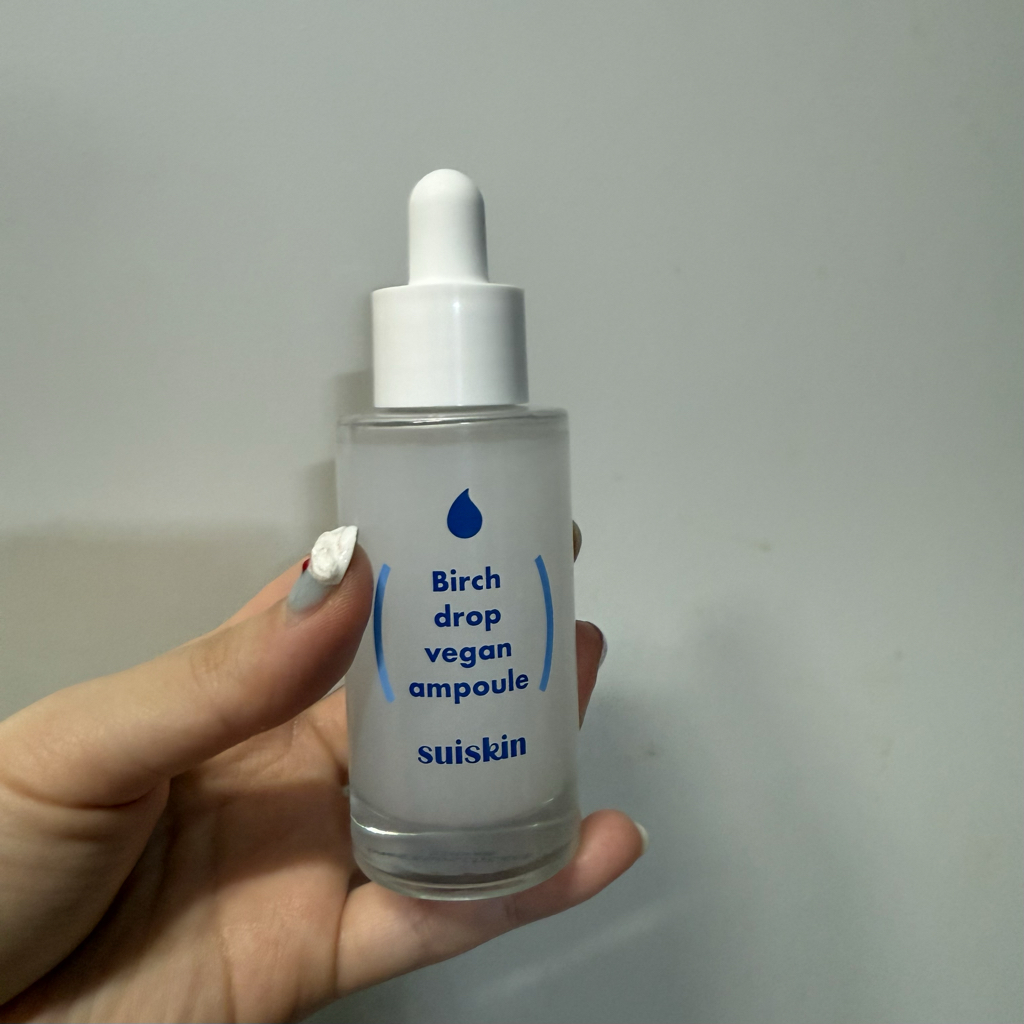 Birch
drop
vegan
ampoule
suiskin